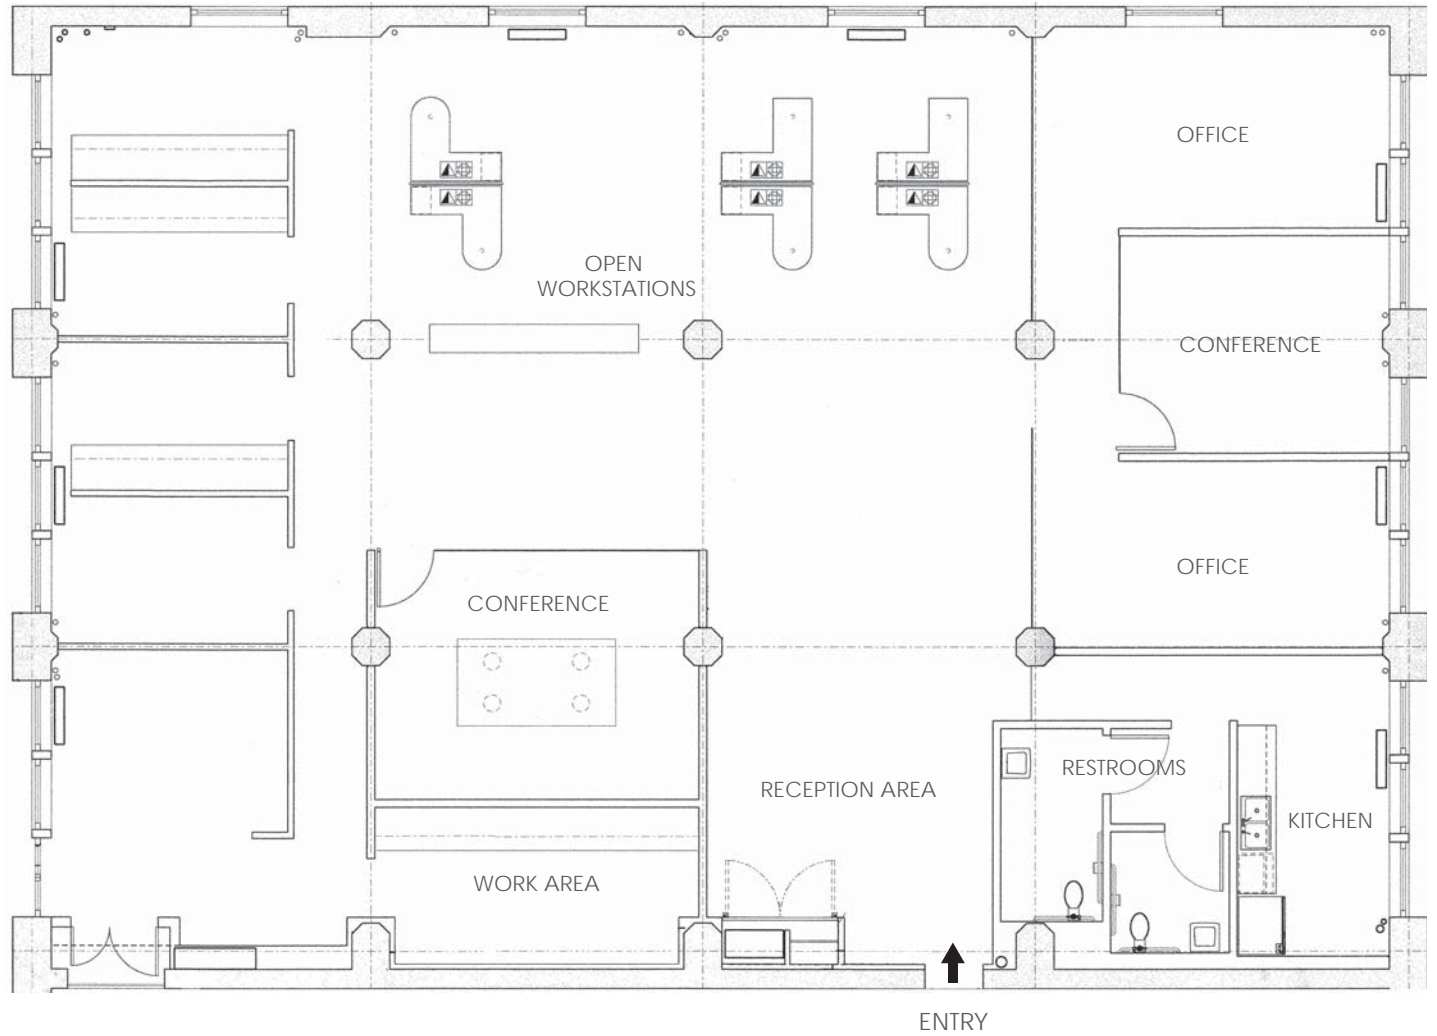 OFFICE
OPEN
WORKSTATIONS
CONFERENCE
OFFICE
CONFERENCE
RESTROOMS
RECEPTION AREA
KITCHEN
WORK AREA
ENTRY